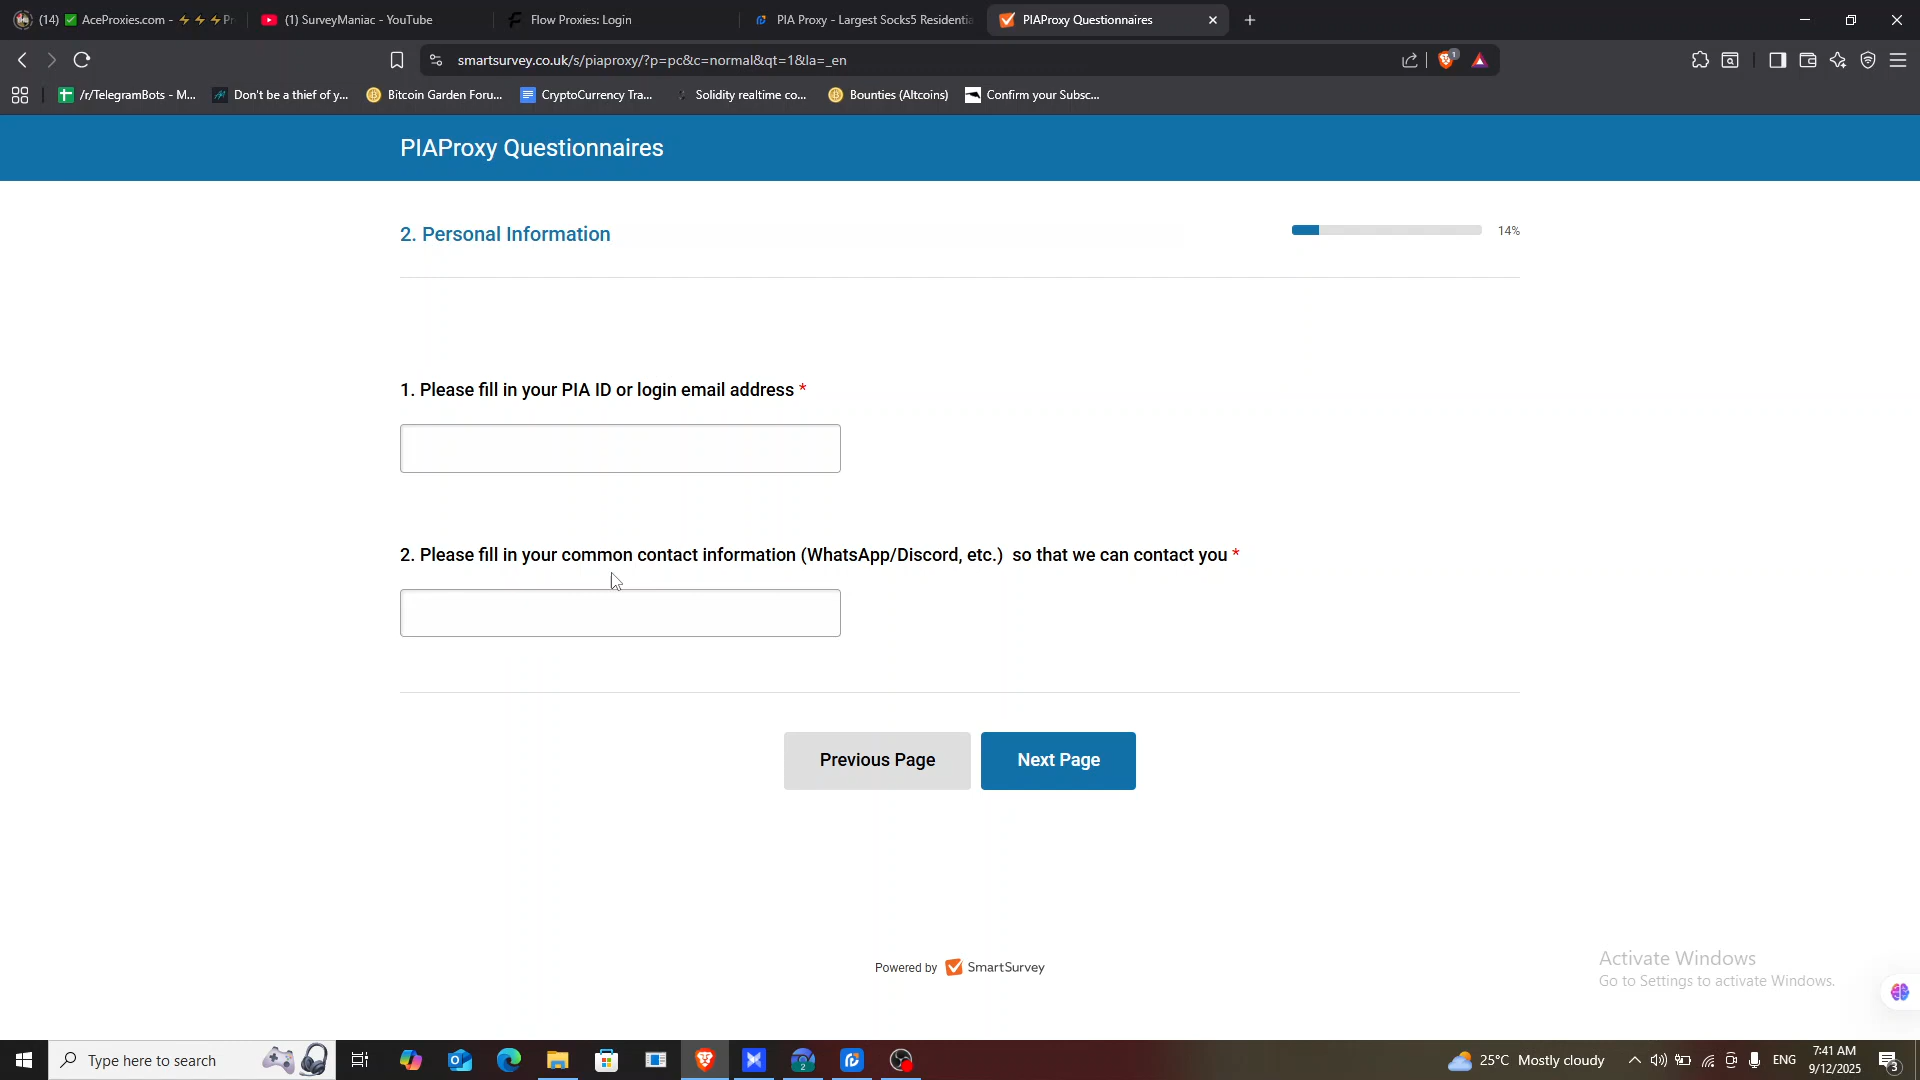 (14) ✅ AceProxies.com - ⚡⚡⚡Pr
(1) SurveyManiac - YouTube
Flow Proxies: Login
PIA Proxy - Largest Socks5 Residentia
PIAProxy Questionnaires
smartsurvey.co.uk/s/piaproxy/?p=pc&c=normal&qt=1&la=_en
1
/r/TelegramBots - M...
Don't be a thief of y...
Bitcoin Garden Foru...
CryptoCurrency Tra...
Solidity realtime co...
Bounties (Altcoins)
Confirm your Subsc...
PIAProxy Questionnaires
2. Personal Information
14%
1. Please fill in your PIA ID or login email address *
2. Please fill in your common contact information (WhatsApp/Discord, etc.)  so that we can contact you *
Previous Page
Next Page
Powered by SmartSurvey
Activate Windows
Go to Settings to activate Windows.
Type here to search
2
25°C Mostly cloudy
ENG
7:41 AM
9/12/2025
3